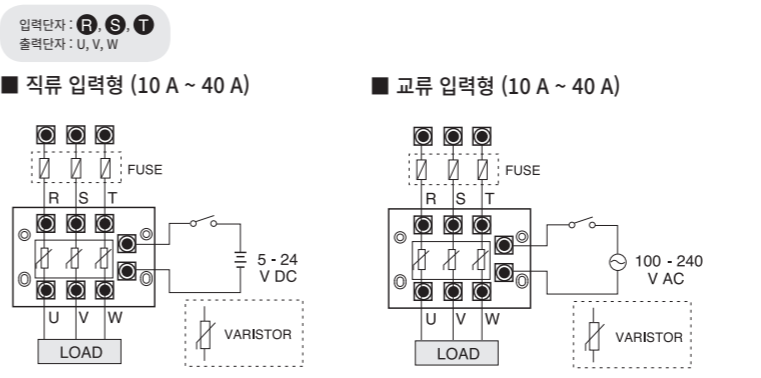 입력단자 : R, S, T
출력단자 : U, V, W
■ 직류 입력형 (10 A ~ 40 A)
FUSE
R S T
5 - 24
V DC
U V W
LOAD
VARISTOR
■ 교류 입력형 (10 A ~ 40 A)
FUSE
R S T
100 - 240
V AC
U V W
LOAD
VARISTOR